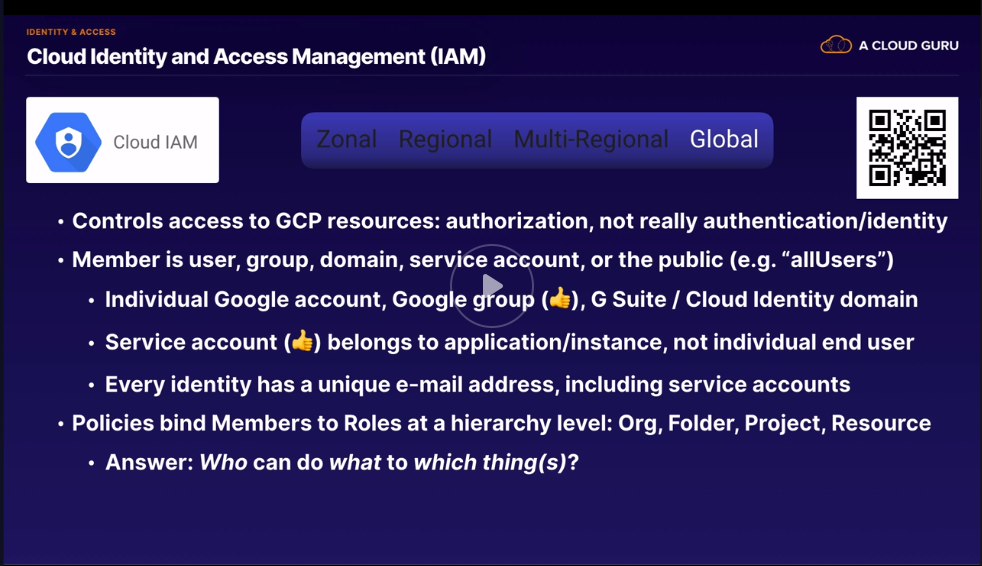 IDENTITY & ACCESS
Cloud Identity and Access Management (IAM)
A CLOUD GURU
Cloud IAM
Zonal Regional Multi-Regional Global
• Controls access to GCP resources: authorization, not really authentication/identity
• Member is user, group, domain, service account, or the public (e.g. “allUsers”)
• Individual Google account, Google group (👍), G Suite / Cloud Identity domain
• Service account (👍) belongs to application/instance, not individual end user
• Every identity has a unique e-mail address, including service accounts
• Policies bind Members to Roles at a hierarchy level: Org, Folder, Project, Resource
• Answer: Who can do what to which thing(s)?